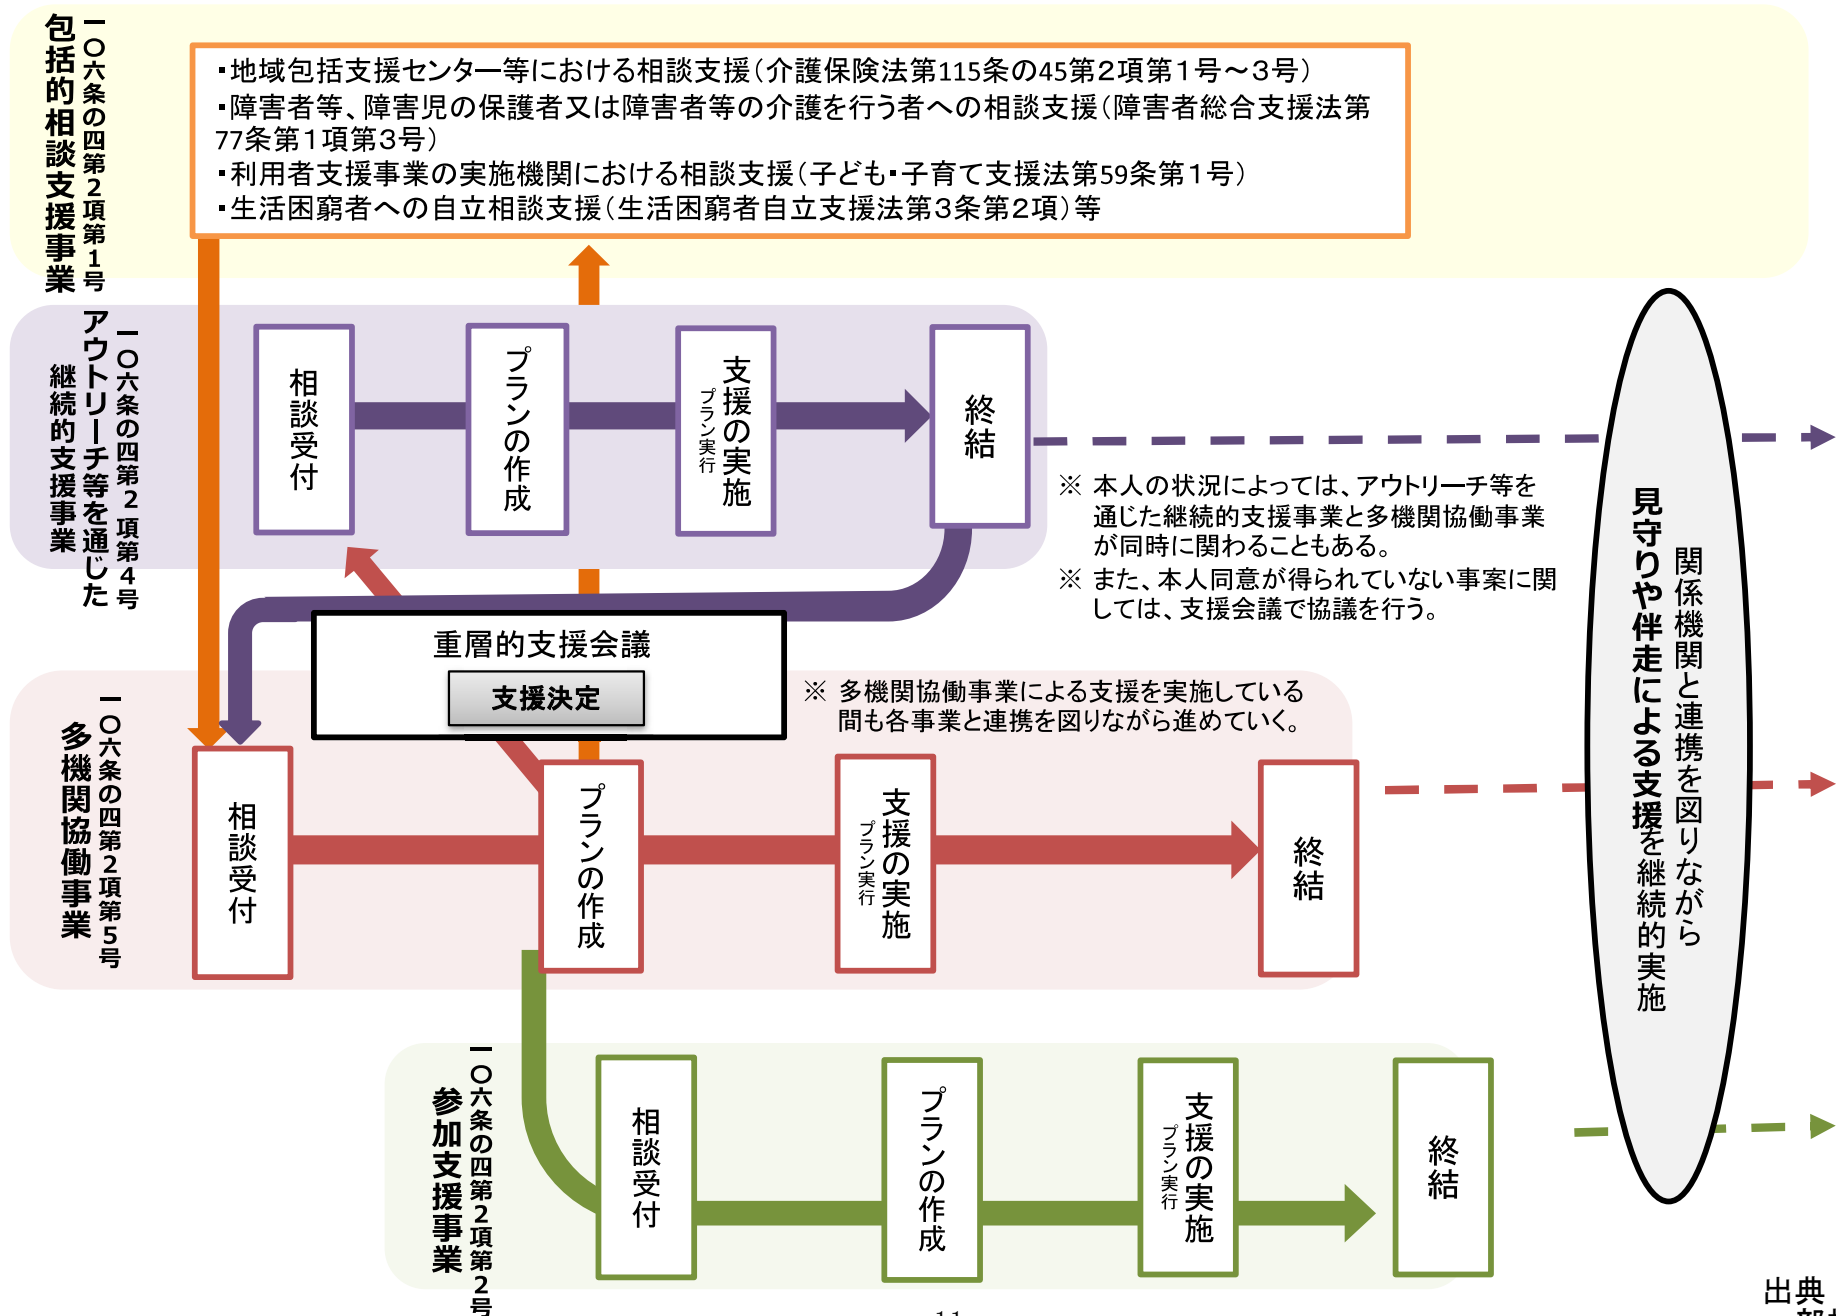 一〇六条の四第2項第1号
包括的相談支援事業
・地域包括支援センター等における相談支援（介護保険法第115条の45第2項第1号～3号）
・障害者等、障害児の保護者又は障害者等の介護を行う者への相談支援（障害者総合支援法第
77条第1項第3号）
・利用者支援事業の実施機関における相談支援（子ども・子育て支援法第59条第1号）
・生活困窮者への自立相談支援（生活困窮者自立支援法第3条第2項）等
一〇六条の四第2項第4号
アウトリーチ等を通じた
継続的支援事業
相談受付
プランの作成
支援の実施
プラン実行
終結
※ 本人の状況によっては、アウトリーチ等を
通じた継続的支援事業と多機関協働事業
が同時に関わることもある。
※ また、本人同意が得られていない事案に関
しては、支援会議で協議を行う。
重層的支援会議
支援決定
※ 多機関協働事業による支援を実施している
間も各事業と連携を図りながら進めていく。
一〇六条の四第2項第5号
多機関協働事業
相談受付
プランの作成
支援の実施
プラン実行
終結
関係機関と連携を図りながら
見守りや伴走による支援を継続的実施
一〇六条の四第2項第2号
参加支援事業
相談受付
プランの作成
支援の実施
プラン実行
終結
出典